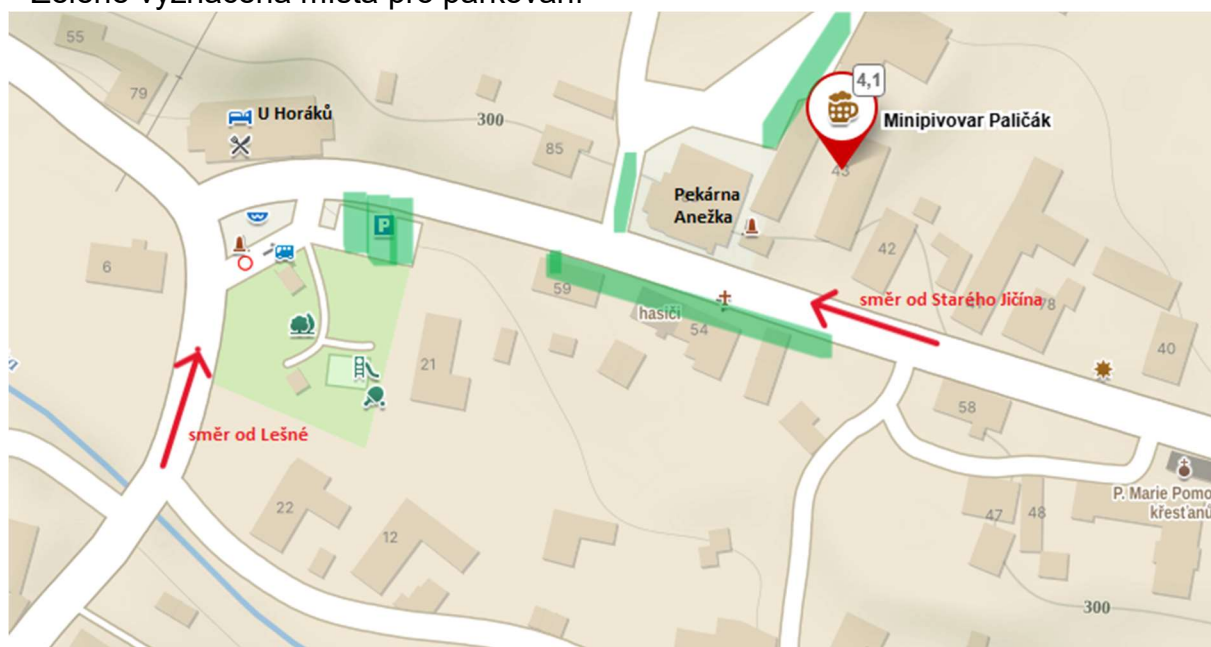 Zeleně vyznačená místa pro parkování
55
79
U Horáků
300
85
4,1
Minipivovar Paličák
43
Pekárna
Anežka
P
6
42
59
hasiči
54
směr od Starého Jičína
78
40
21
58
směr od Lešné
22
12
47
48
P. Marie Pomo
křesťanů
300